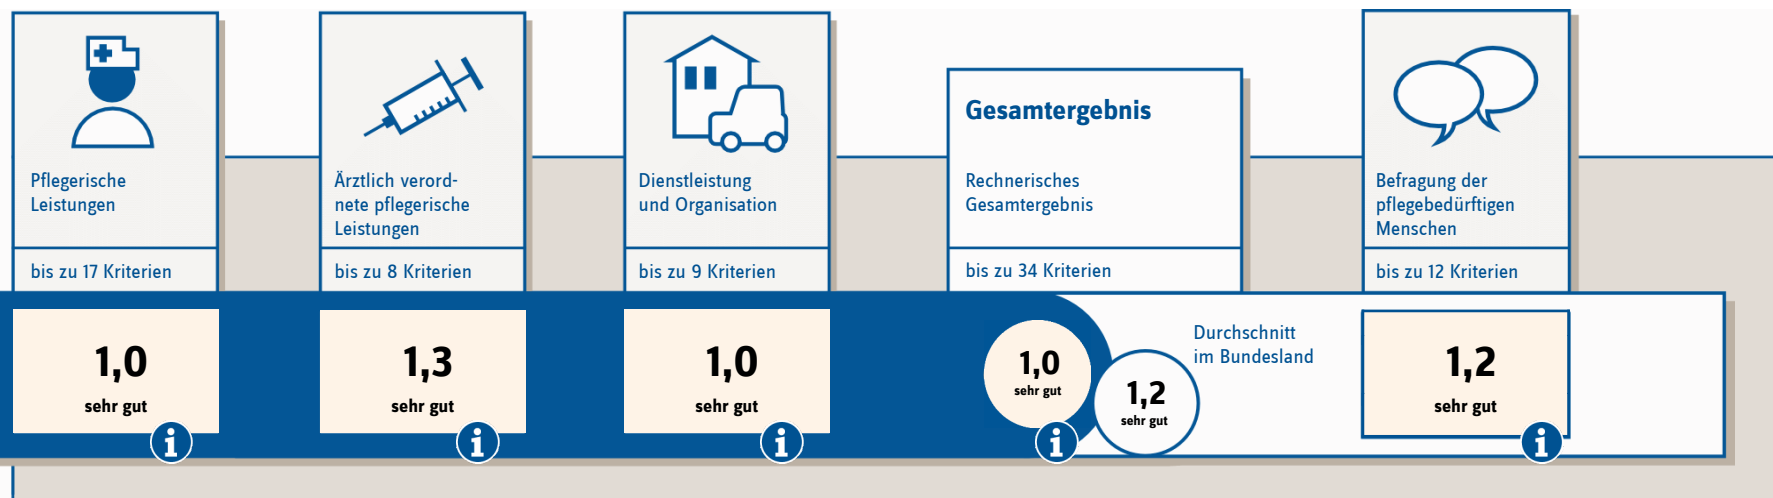 Pflegerische
Leistungen
bis zu 17 Kriterien
1,0
sehr gut
i
Ärztlich verord-
nete pflegerische
Leistungen
bis zu 8 Kriterien
1,3
sehr gut
i
Dienstleistung
und Organisation
bis zu 9 Kriterien
1,0
sehr gut
i
Gesamtergebnis
Rechnerisches
Gesamtergebnis
bis zu 34 Kriterien
1,0
sehr gut
i
1,2
sehr gut
Durchschnitt
im Bundesland
Befragung der
pflegebedürftigen
Menschen
bis zu 12 Kriterien
1,2
sehr gut
i